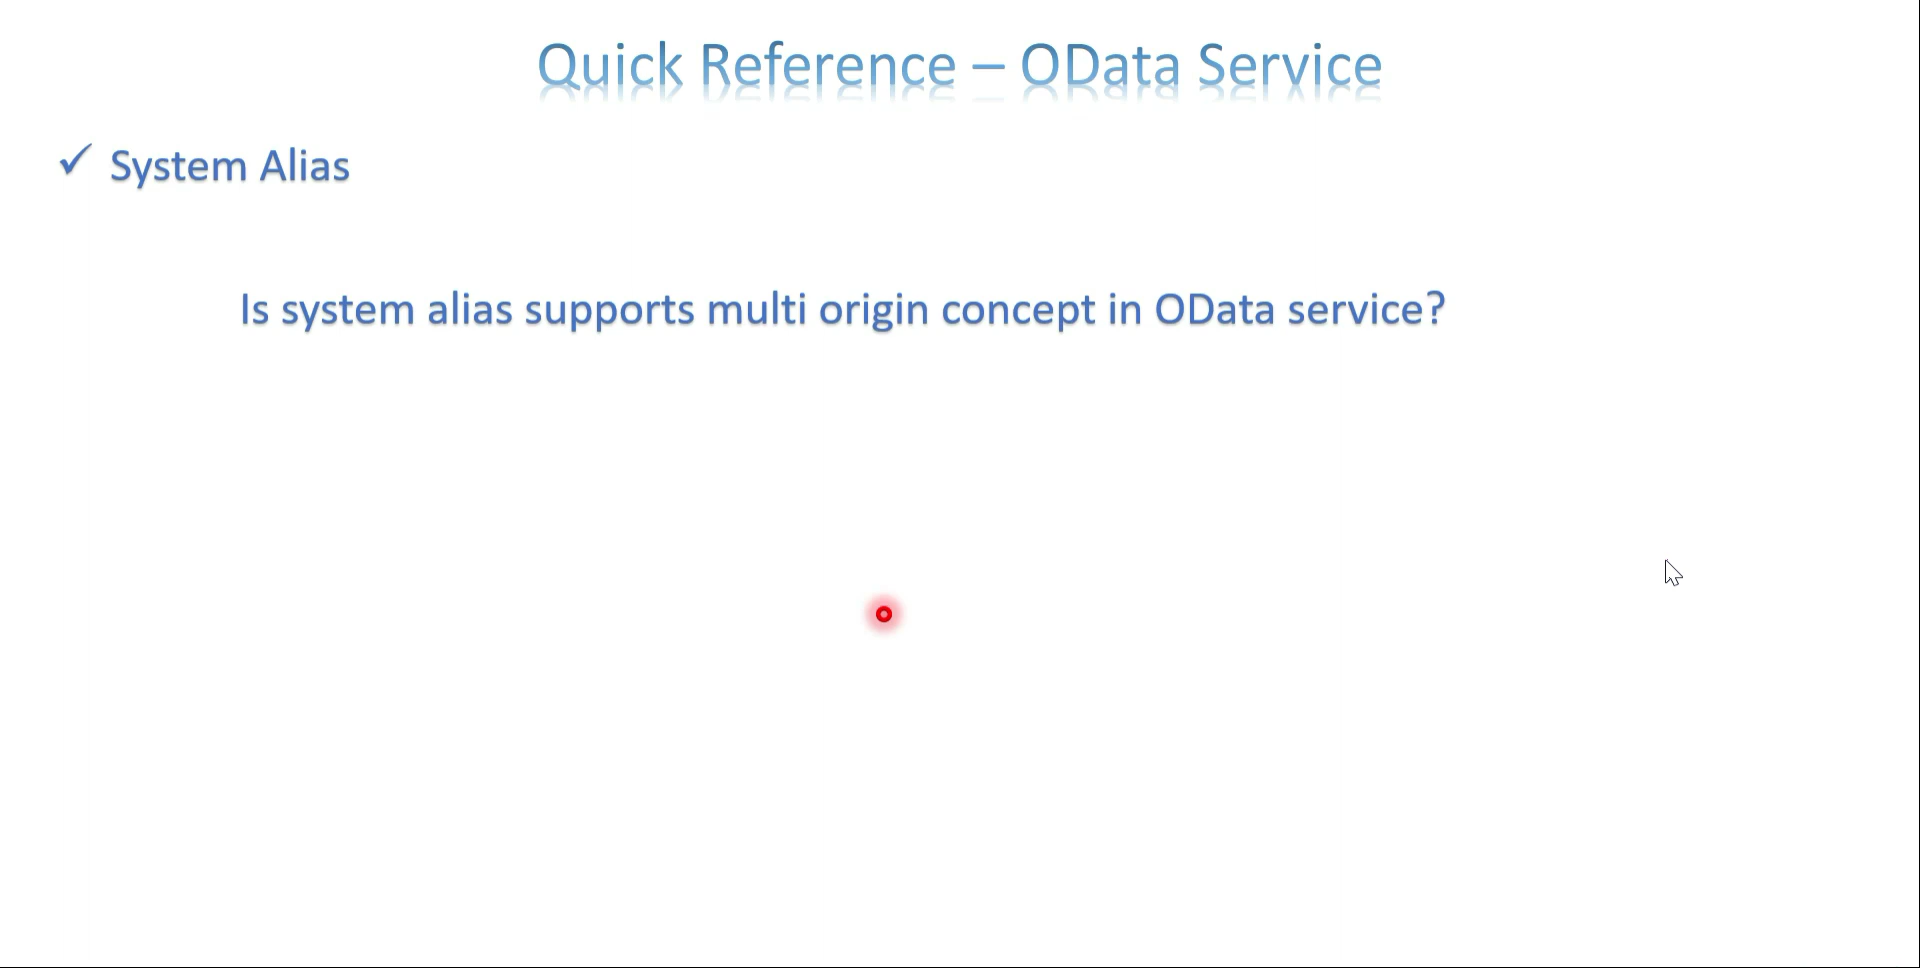 Quick Reference – OData Service
✓ System Alias
Is system alias supports multi origin concept in OData service?